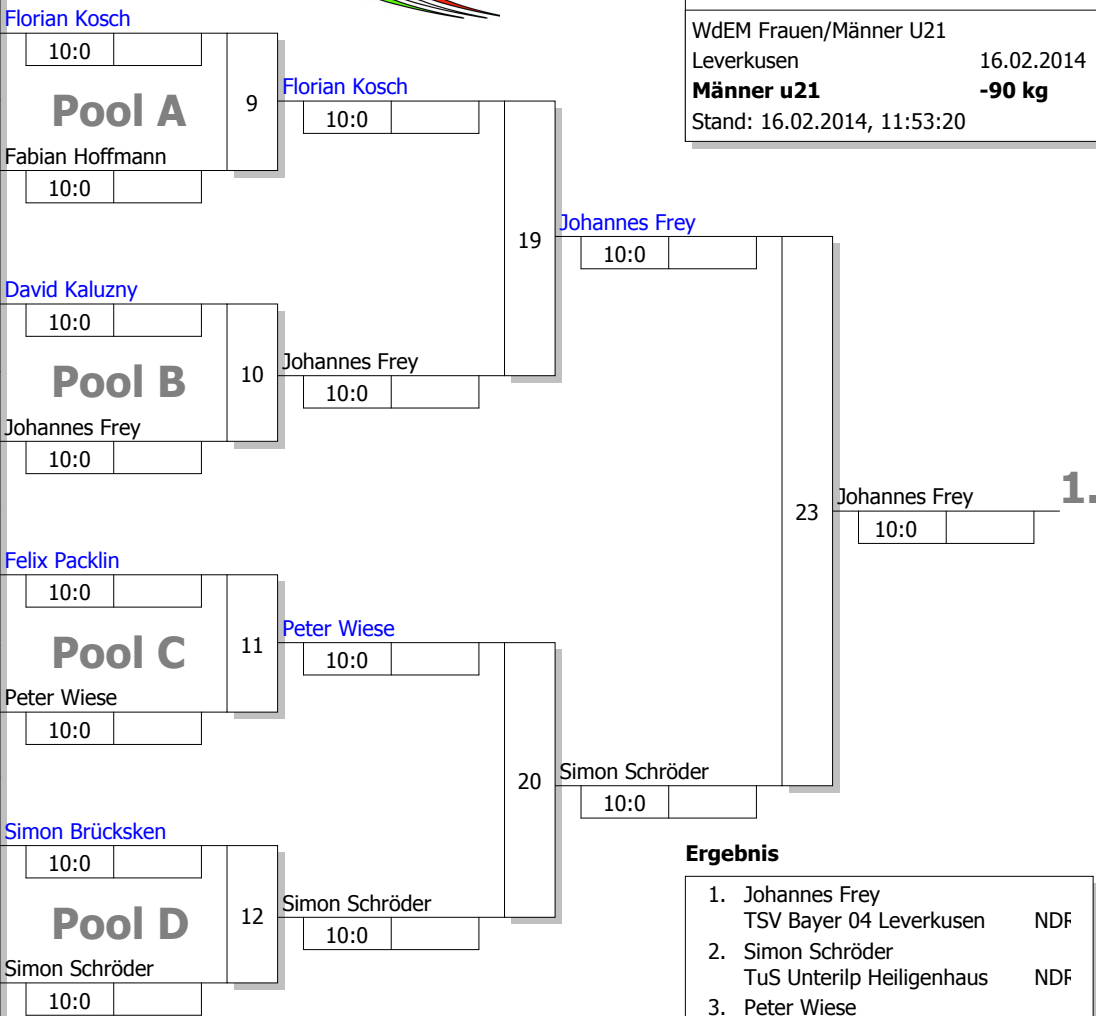 Florian Kosch
10:0
Pool A
9
Fabian Hoffmann
10:0
Florian Kosch
10:0
David Kaluzny
10:0
Pool B
10
Johannes Frey
10:0
Johannes Frey
10:0
19
Johannes Frey
10:0
Felix Packlin
10:0
Pool C
11
Peter Wiese
10:0
Peter Wiese
10:0
Simon Brücksken
10:0
Pool D
12
Simon Schröder
10:0
Simon Schröder
10:0
20
Simon Schröder
10:0
23
Johannes Frey
10:0
1.
WdEM Frauen/Männer U21
Leverkusen 16.02.2014
Männer u21 -90 kg
Stand: 16.02.2014, 11:53:20
Ergebnis
1. Johannes Frey
TSV Bayer 04 Leverkusen
2. Simon Schröder
TuS Unterilp Heiligenhaus
3. Peter Wiese